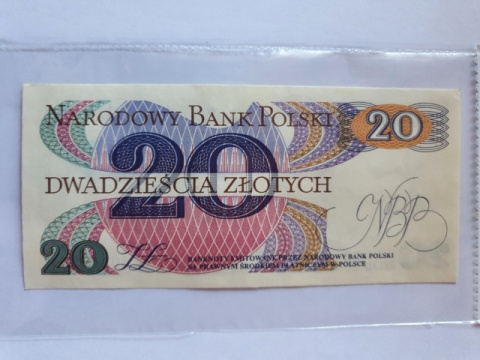 NARODOWY BANK POLSKI
20
20
DWADZIEŚCIA ZŁOTYCH
NBP
20
BANKNOTY EMITOWANE PRZEZ NARODOWY BANK POLSKI
SĄ PRAWNYM ŚRODKIEM PŁATNICZYM W POLSCE